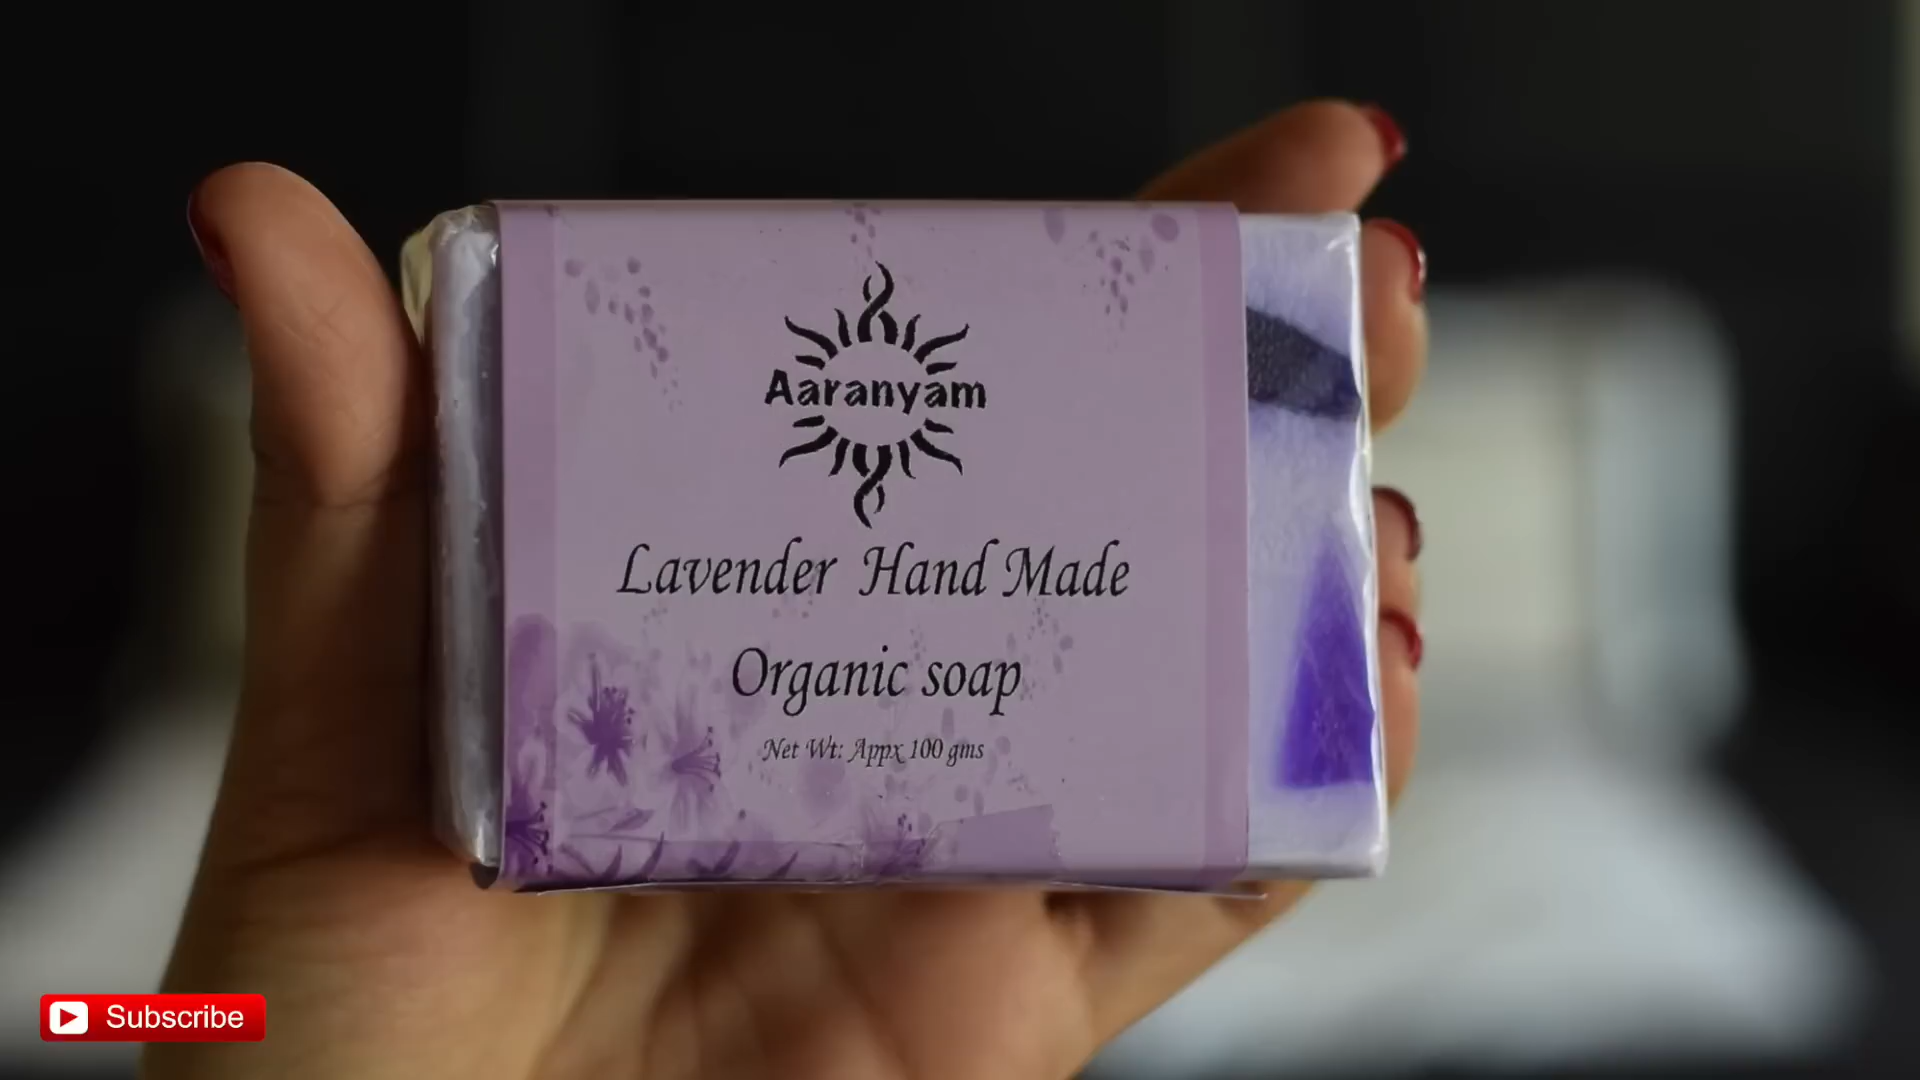 Aaranyam
Lavender Hand Made
Organic soap
Net Wt: Appx 100 gms
Subscribe